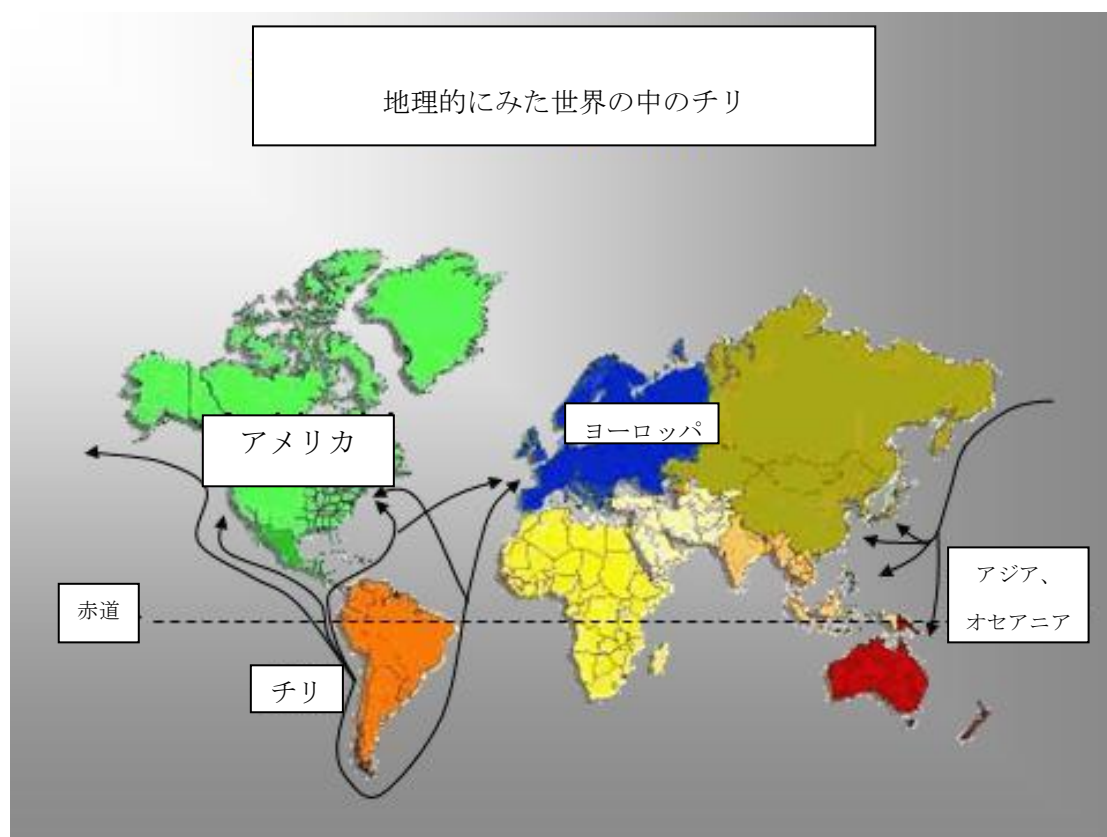 地理的にみた世界の中のチリ
アメリカ
ヨーロッパ
アジア、
オセアニア
赤道
チリ